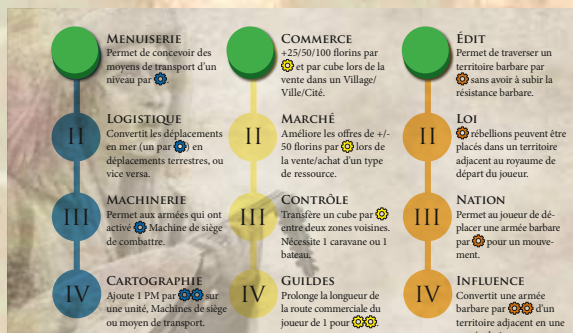 MENUISERIE
Permet de concevoir des
moyens de transport d'un
niveau par
II
LOGISTIQUE
Convertit les déplacements
en mer (un par ) en
déplacements terrestres, ou
vice versa.
III
MACHINERIE
Permet aux armées qui ont
activé Machine de siège
de combattre.
IV
CARTOGRAPHIE
Ajoute 1 PM par sur
une unité, Machines de siège
ou moyen de transport.
COMMERCE
+25/50/100 florins par
et par cube lors de la
vente dans un Village/
Ville/Cité.
II
MARCHÉ
Améliore les offres de +/-
50 florins par lors de
la vente/achat d'un type
de ressource.
III
CONTRÔLE
Transfère un cube par
entre deux zones voisines.
Nécessite 1 caravane ou 1
bateau.
IV
GUILDES
Prolonge la longueur de
la route commerciale du
joueur de 1 pour .
ÉDIT
Permet de traverser un
territoire barbare par
sans avoir à subir la
résistance barbare.
II
LOI
rébellions peuvent être
placés dans un territoire
adjacent au royaume de
départ du joueur.
III
NATION
Permet au joueur de dé-
placer une armée barbare
par pour un mouve-
ment.
IV
INFLUENCE
Convertit une armée
barbare par d'un
territoire adjacent en une